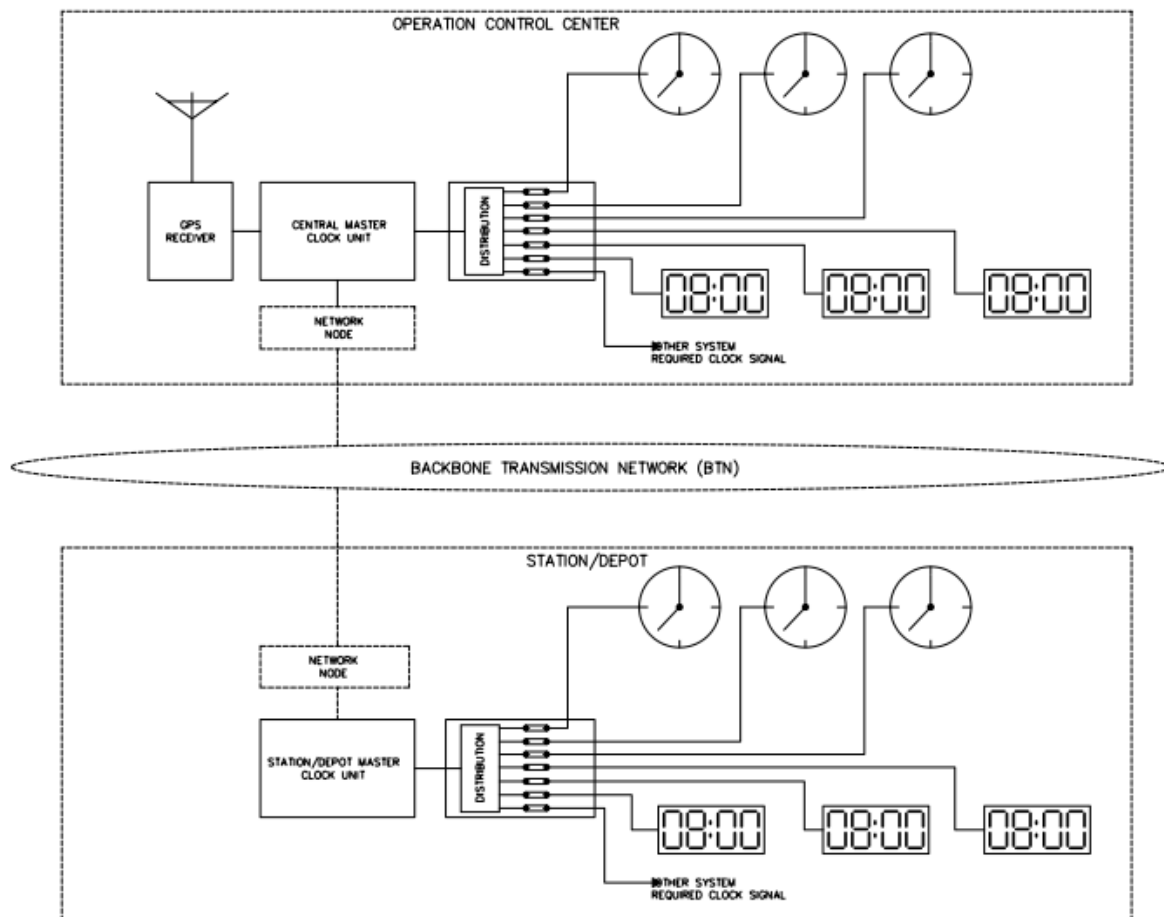 OPERATION CONTROL CENTER
GPS
RECEIVER
CENTRAL MASTER
CLOCK UNIT
DISTRIBUTION
NETWORK
NODE
08:00
08:00
08:00
OTHER SYSTEM
REQUIRED CLOCK SIGNAL
BACKBONE TRANSMISSION NETWORK (BTN)
STATION/DEPOT
NETWORK
NODE
STATION/DEPOT MASTER
CLOCK UNIT
DISTRIBUTION
08:00
08:00
08:00
OTHER SYSTEM
REQUIRED CLOCK SIGNAL